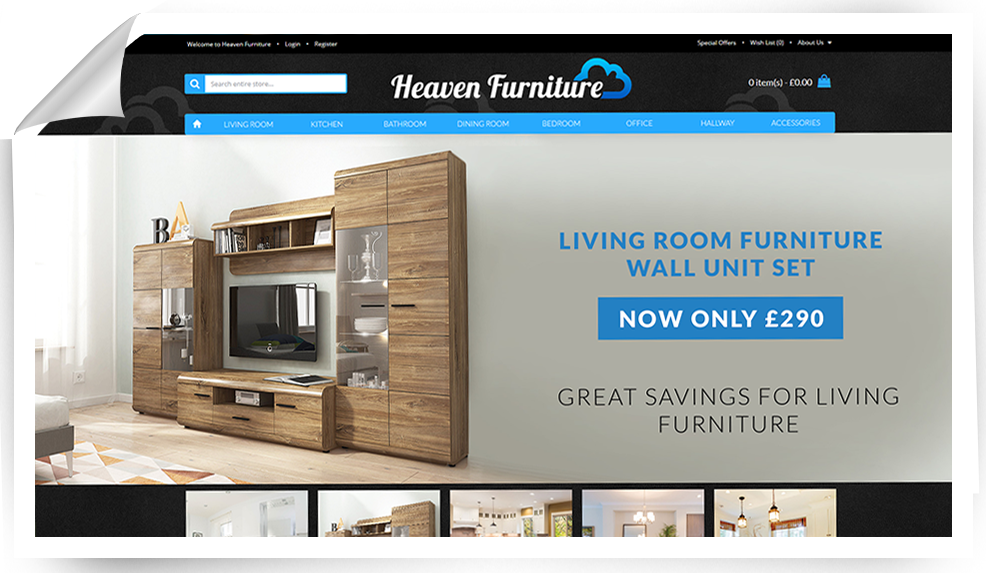 Welcome to Heaven Furniture • Login • Register
Special Offers • Wish List (0) • About Us
Search entire store...
Heaven Furniture
0 item(s) - £0.00
LIVING ROOM KITCHEN BATHROOM DINING ROOM BEDROOM OFFICE HALLWAY ACCESSORIES
BA
LIVING ROOM FURNITURE
WALL UNIT SET
NOW ONLY £290
GREAT SAVINGS FOR LIVING
FURNITURE
BA